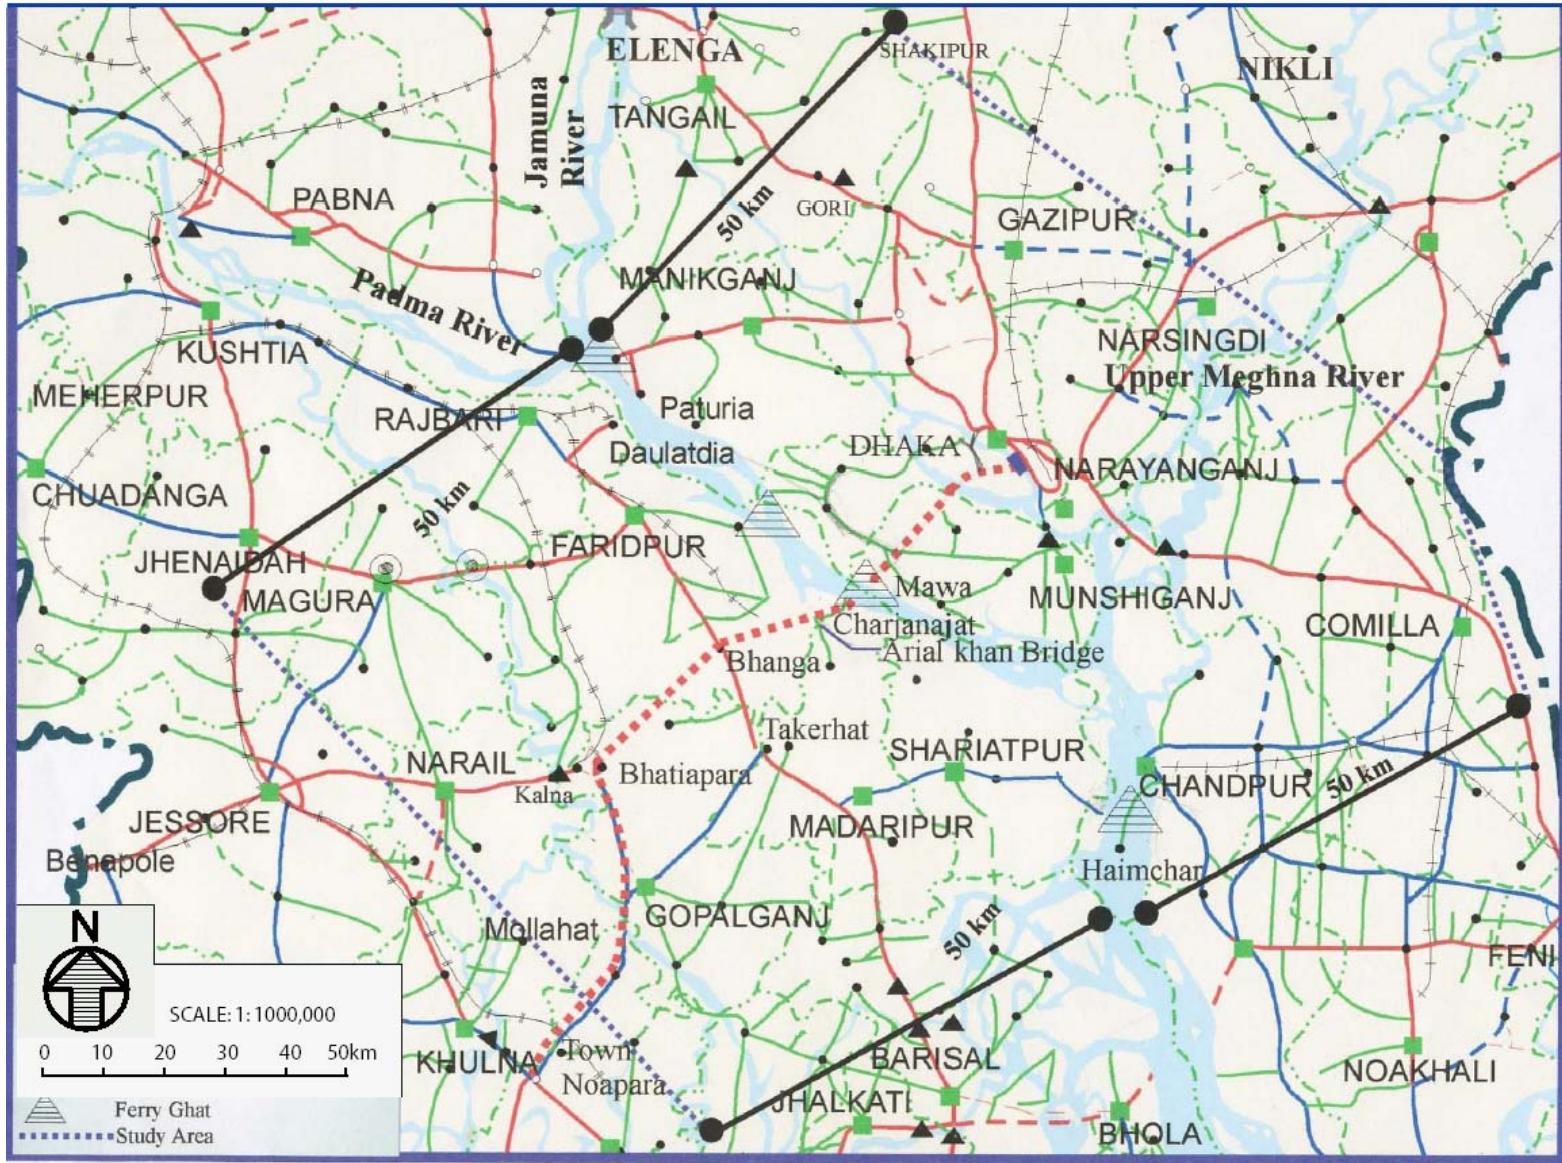 ELENGA
SHAKIPUR
NIKLI
TANGAIL
Jamuna
River
PABNA
GORI
GAZIPUR
50 km
MANIKGANJ
Padma River
KUSHTIA
NARSINGDI
Upper Meghna River
MEHERPUR
RAJBARI
Paturia
Daulatdia
DHAKA
NARAYANGANJ
CHUADANGA
50 km
FARIDPUR
JHENAIDAH
MAGURA
Mawa
MUNSHIGANJ
Charjanajat
COMILLA
Arial khan Bridge
Bhanga
Takerhat
SHARIATPUR
NARAIL
Bhatiapara
Kalna
CHANDPUR
50 km
JESSORE
MADARIPUR
Benapole
Haimchar
GOPALGANJ
50 km
Mollahat
FENI
N
SCALE: 1: 1000,000
0 10 20 30 40 50km
KHULNA
Town
Noapara
BARISAL
NOAKHALI
JHALKATI
BHOLA
Ferry Ghat
Study Area